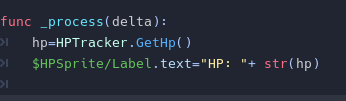 func _process(delta):
hp=HPTracker.GetHp()
$HPSprite/Label.text="HP: "+ str(hp)